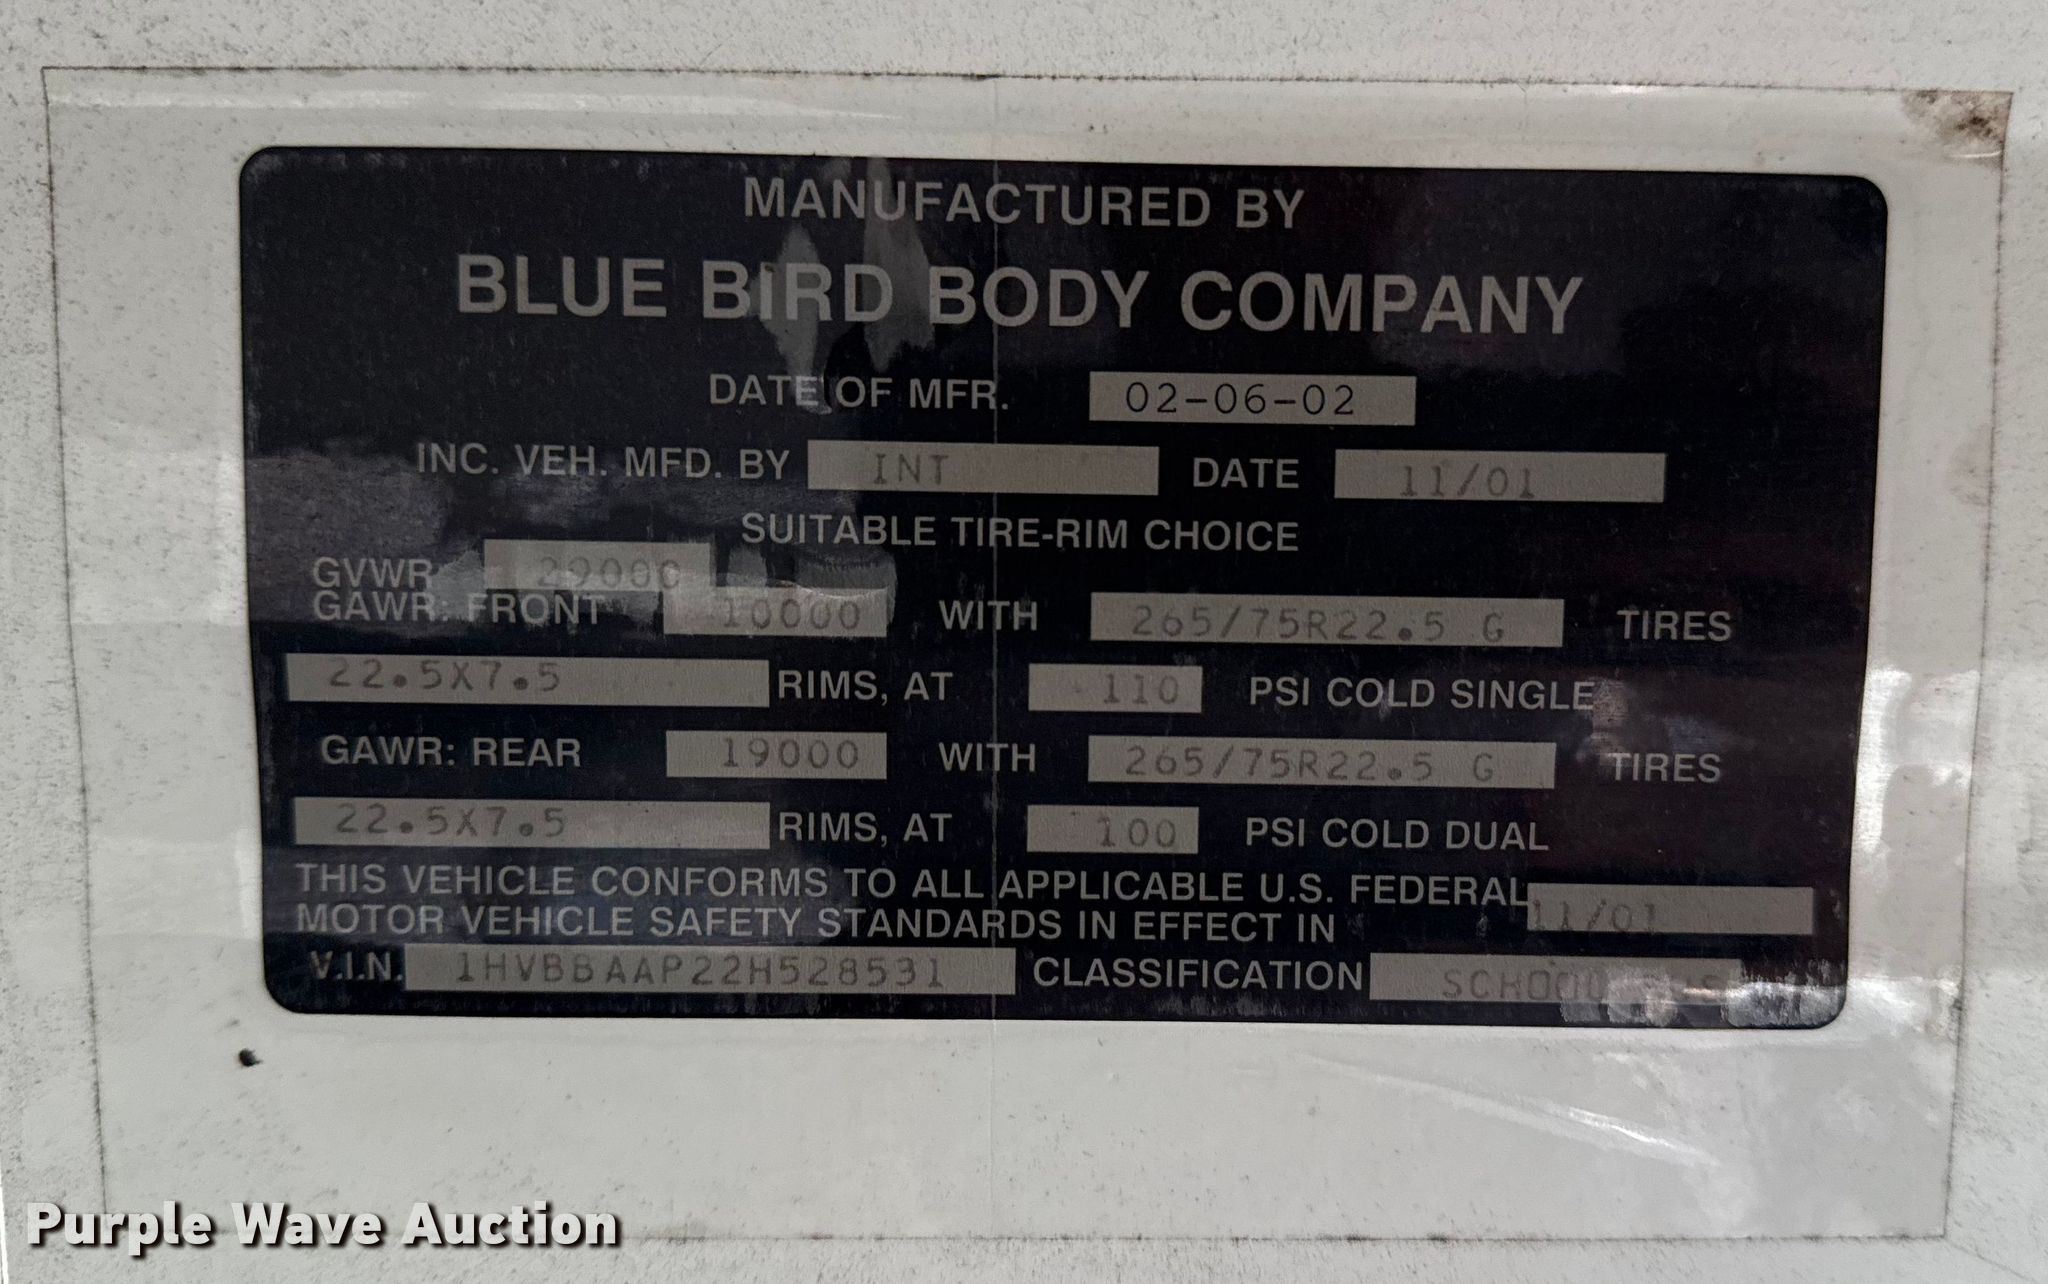 MANUFACTURED BY
BLUE BIRD BODY COMPANY
DATE OF MFR. 02-06-02
INC. VEH. MFD. BY INT DATE 11/01
SUITABLE TIRE-RIM CHOICE
GVWR 29000
GAWR: FRONT 10000 WITH 265/75R22.5 G TIRES
22.5X7.5 RIMS, AT 110 PSI COLD SINGLE
GAWR: REAR 19000 WITH 265/75R22.5 G TIRES
22.5X7.5 RIMS, AT 100 PSI COLD DUAL
THIS VEHICLE CONFORMS TO ALL APPLICABLE U.S. FEDERAL
MOTOR VEHICLE SAFETY STANDARDS IN EFFECT IN 11/01
V.I.N. 1HVBBAAP22H528531 CLASSIFICATION SCHOOL BUS
Purple Wave Auction